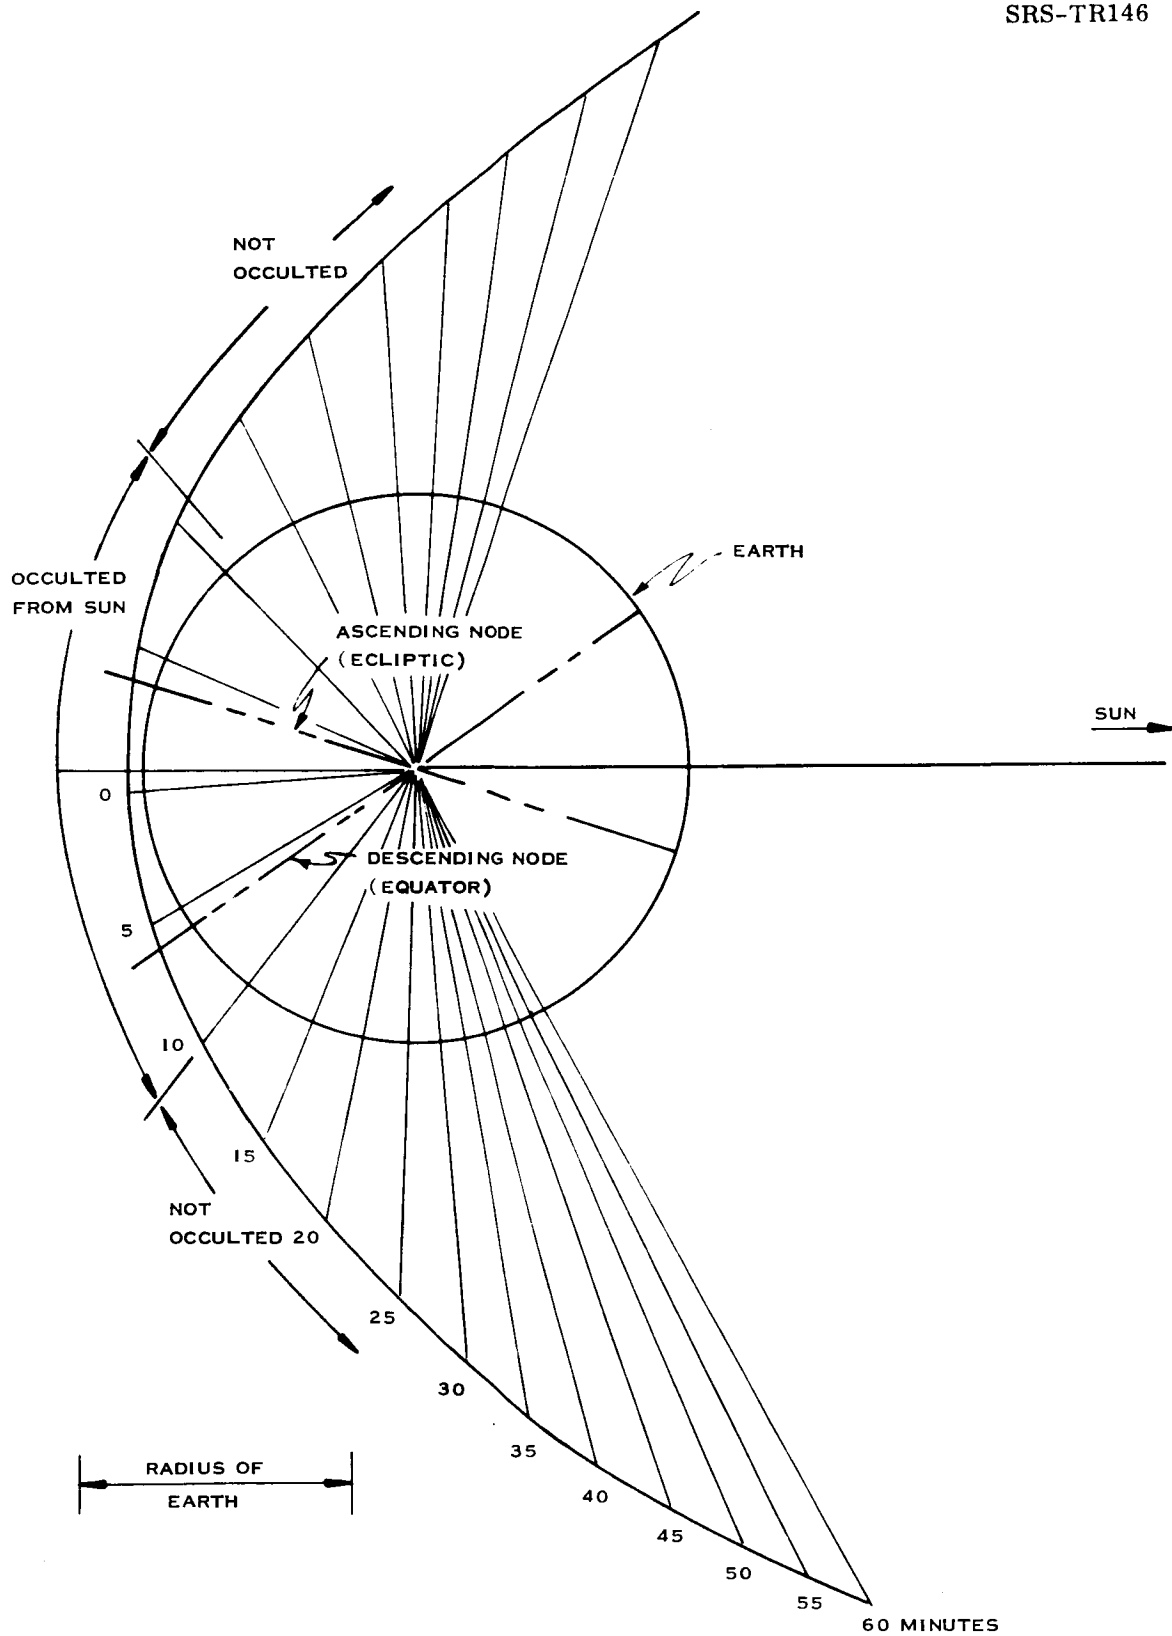 SRS-TR146
NOT
OCCULTED
OCCULTED
FROM SUN
EARTH
ASCENDING NODE
(ECLIPTIC)
SUN
0
DESCENDING NODE
(EQUATOR)
5
10
15
NOT
OCCULTED 20
25
30
35
RADIUS OF
EARTH
40
45
50
55
60 MINUTES